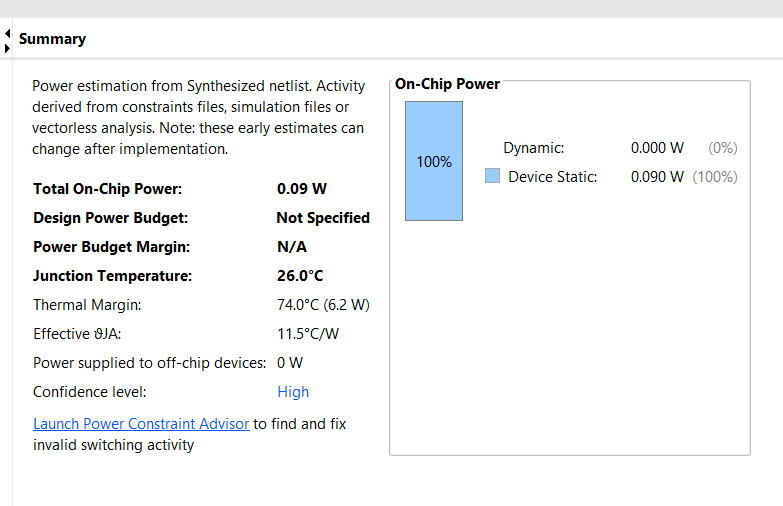 Summary
Power estimation from Synthesized netlist. Activity
derived from constraints files, simulation files or
vectorless analysis. Note: these early estimates can
change after implementation.
Total On-Chip Power: 0.09 W
Design Power Budget: Not Specified
Power Budget Margin: N/A
Junction Temperature: 26.0°C
Thermal Margin: 74.0°C (6.2 W)
Effective ϑJA: 11.5°C/W
Power supplied to off-chip devices: 0 W
Confidence level: High
Launch Power Constraint Advisor to find and fix
invalid switching activity
On-Chip Power
100%
Dynamic: 0.000 W (0%)
Device Static: 0.090 W (100%)